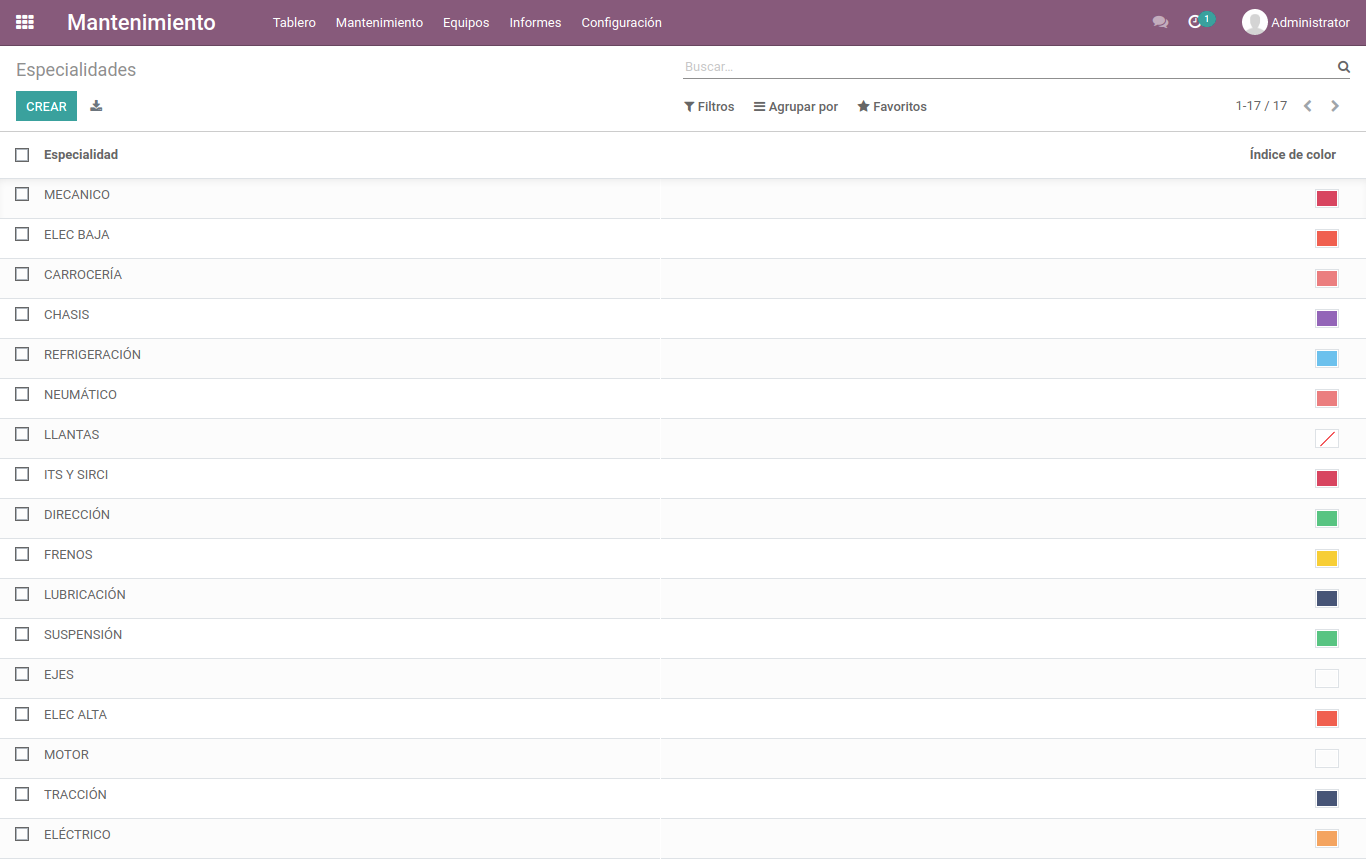 Mantenimiento Tablero Mantenimiento Equipos Informes Configuración 1 Administrator
Especialidades Buscar...
CREAR Filtros Agrupar por Favoritos 1-17 / 17
Especialidad Índice de color
MECANICO
ELEC BAJA
CARROCERÍA
CHASIS
REFRIGERACIÓN
NEUMÁTICO
LLANTAS
ITS Y SIRCI
DIRECCIÓN
FRENOS
LUBRICACIÓN
SUSPENSIÓN
EJES
ELEC ALTA
MOTOR
TRACCIÓN
ELÉCTRICO